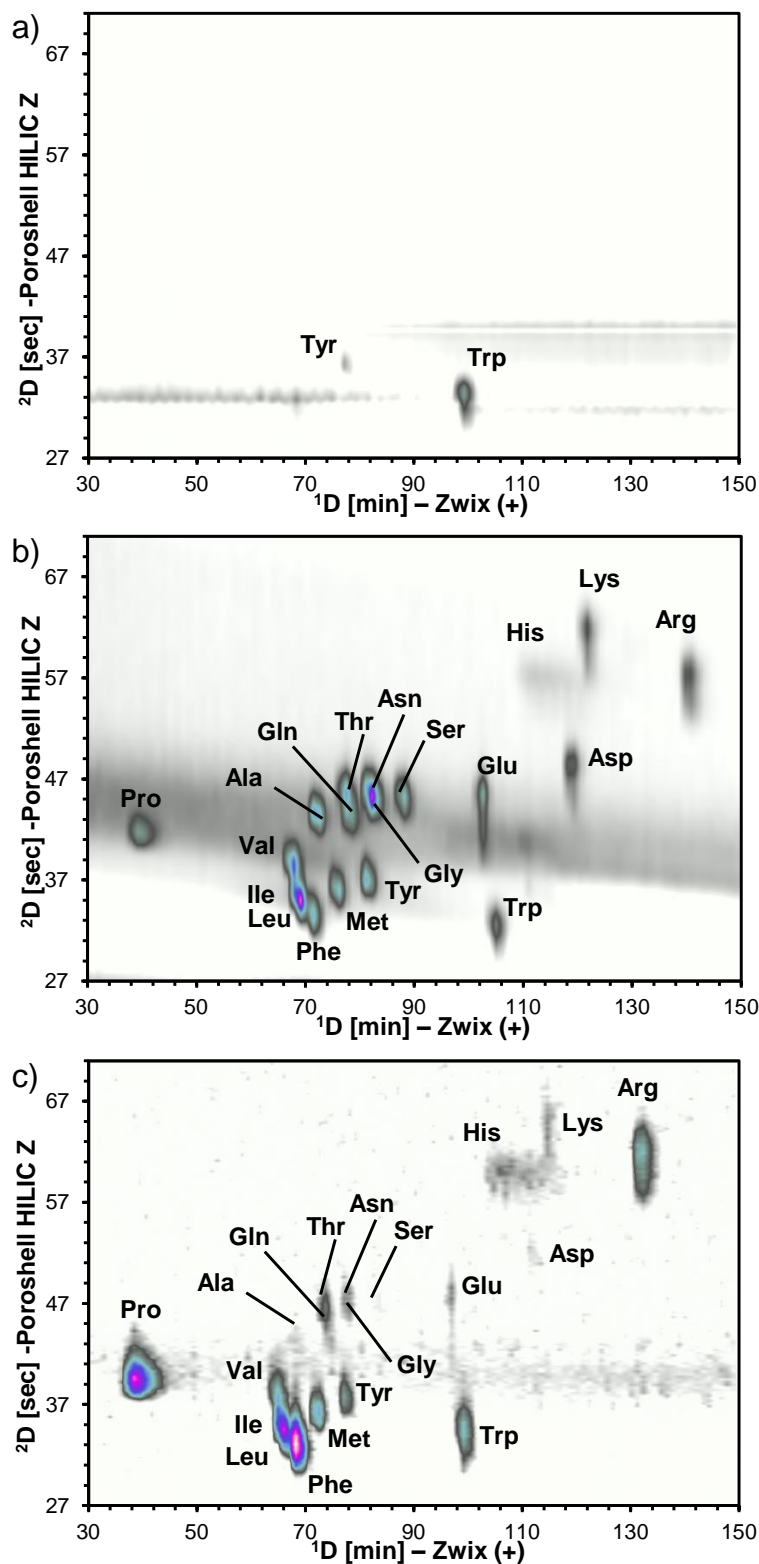 a)
67
57
47
37
27
²D [sec] -Poroshell HILIC Z
Tyr
Trp
30 50 70 90 110 130 150
¹D [min] – Zwix (+)
b)
67
57
47
37
27
²D [sec] -Poroshell HILIC Z
Lys
His
Arg
Asn
Thr
Gln
Ser
Glu
Asp
Ala
Pro
Val
Gly
Ile
Tyr
Leu
Met
Trp
Phe
30 50 70 90 110 130 150
¹D [min] – Zwix (+)
c)
67
57
47
37
27
²D [sec] -Poroshell HILIC Z
Arg
Lys
His
Asn
Thr
Ser
Gln
Asp
Ala
Glu
Pro
Val
Gly
Tyr
Ile
Met
Trp
Leu
Phe
30 50 70 90 110 130 150
¹D [min] – Zwix (+)